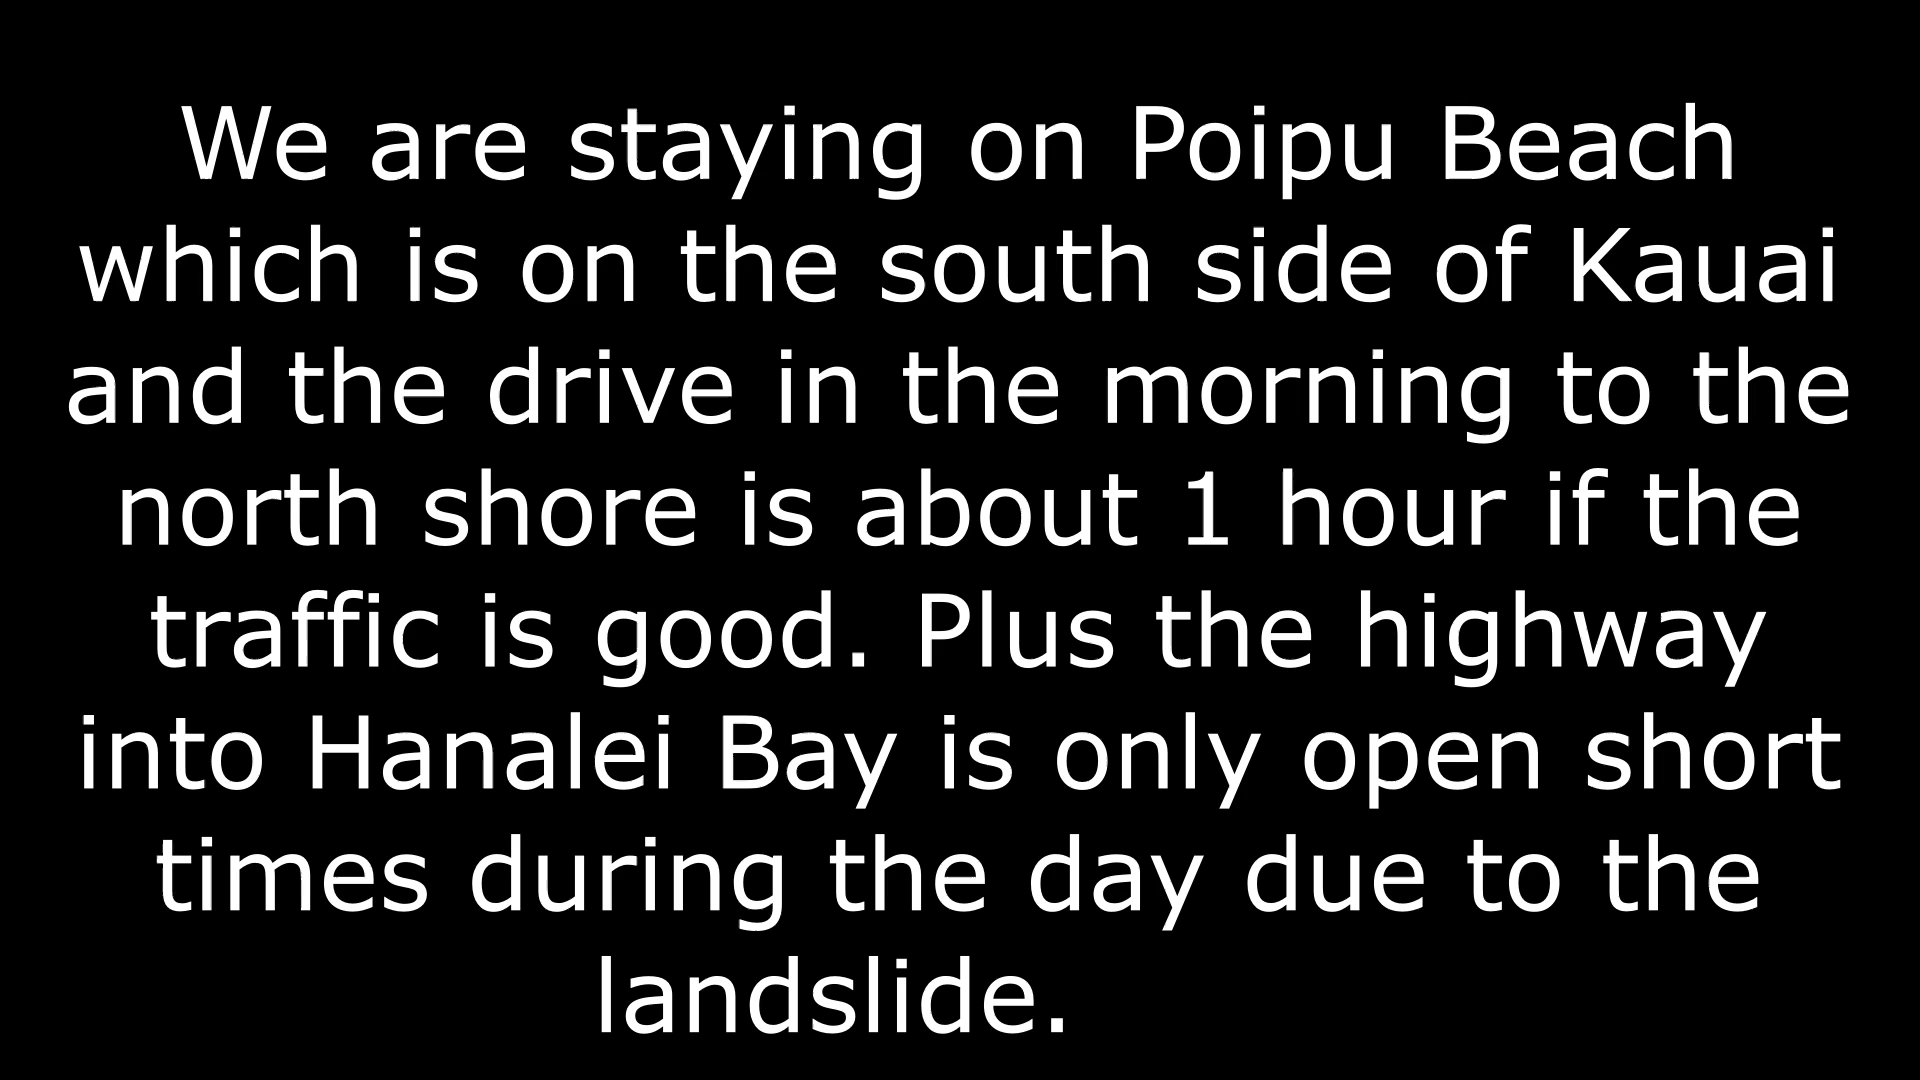 We are staying on Poipu Beach
which is on the south side of Kauai
and the drive in the morning to the
north shore is about 1 hour if the
traffic is good. Plus the highway
into Hanalei Bay is only open short
times during the day due to the
landslide.